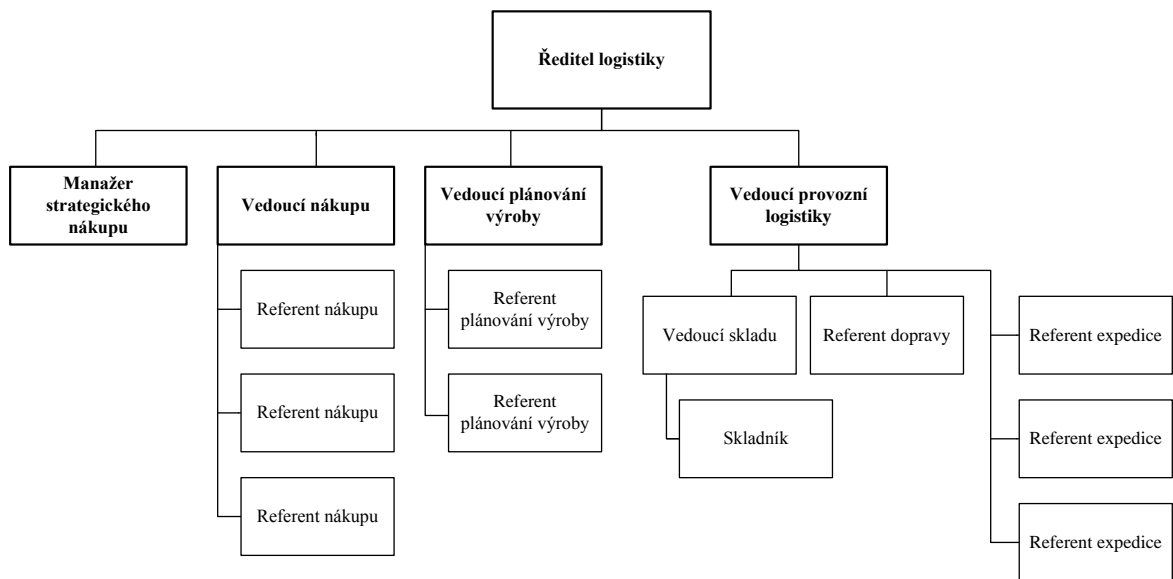 Ředitel logistiky
Manažer
strategického
nákupu
Vedoucí nákupu
Vedoucí plánování
výroby
Vedoucí provozní
logistiky
Referent nákupu
Referent
plánování výroby
Vedoucí skladu
Referent dopravy
Referent expedice
Referent nákupu
Referent
plánování výroby
Skladník
Referent expedice
Referent nákupu
Referent expedice